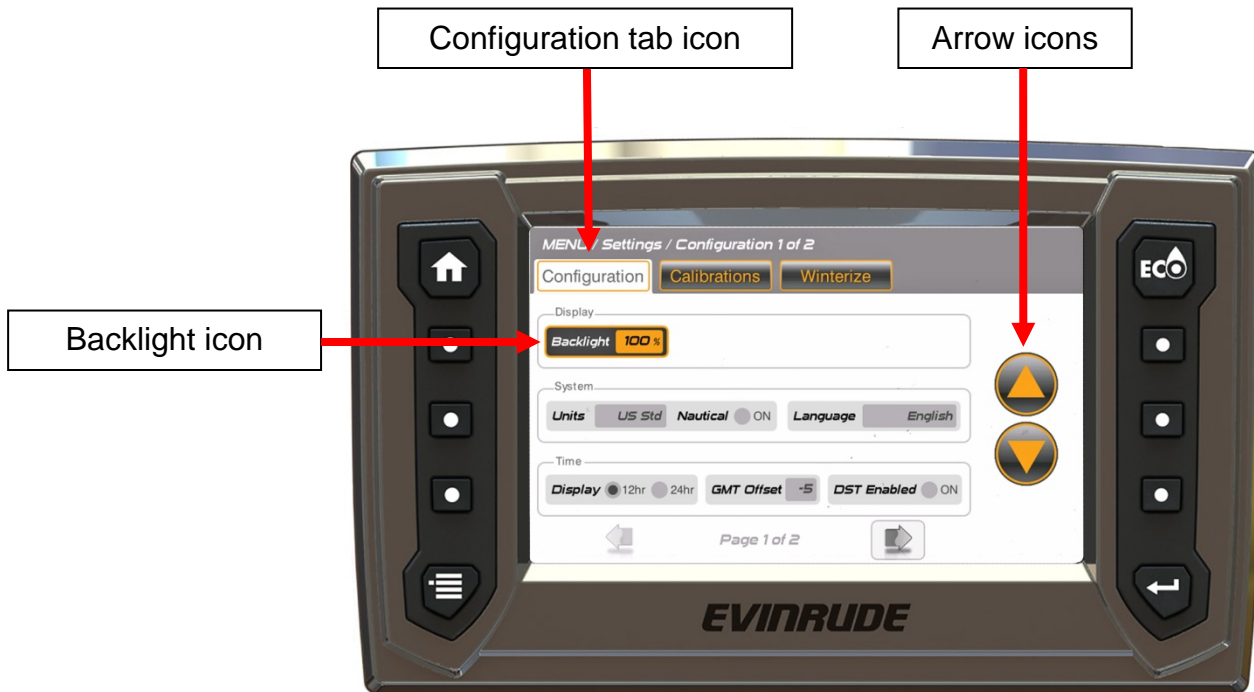 Configuration tab icon
Arrow icons
MENU / Settings / Configuration 1 of 2
Configuration Calibrations Winterize
ECO
Display
Backlight icon
Backlight 100 %
System
Units US Std Nautical ON Language English
Time
Display 12hr 24hr GMT Offset -5 DST Enabled ON
Page 1 of 2
EVINRUDE